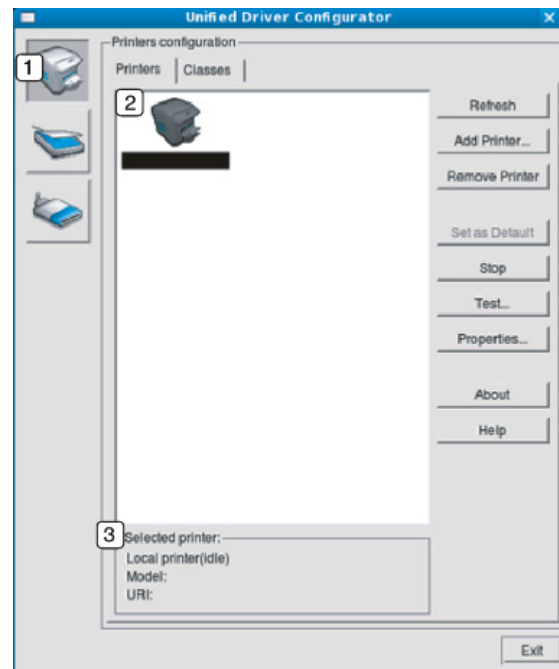 Unified Driver Configurator
1
Printers configuration
Printers
Classes
2
Refresh
Add Printer...
Remove Printer
Set as Default
Stop
Test...
Properties...
About
Help
3
Selected printer:
Local printer(idle)
Model:
URI:
Exit